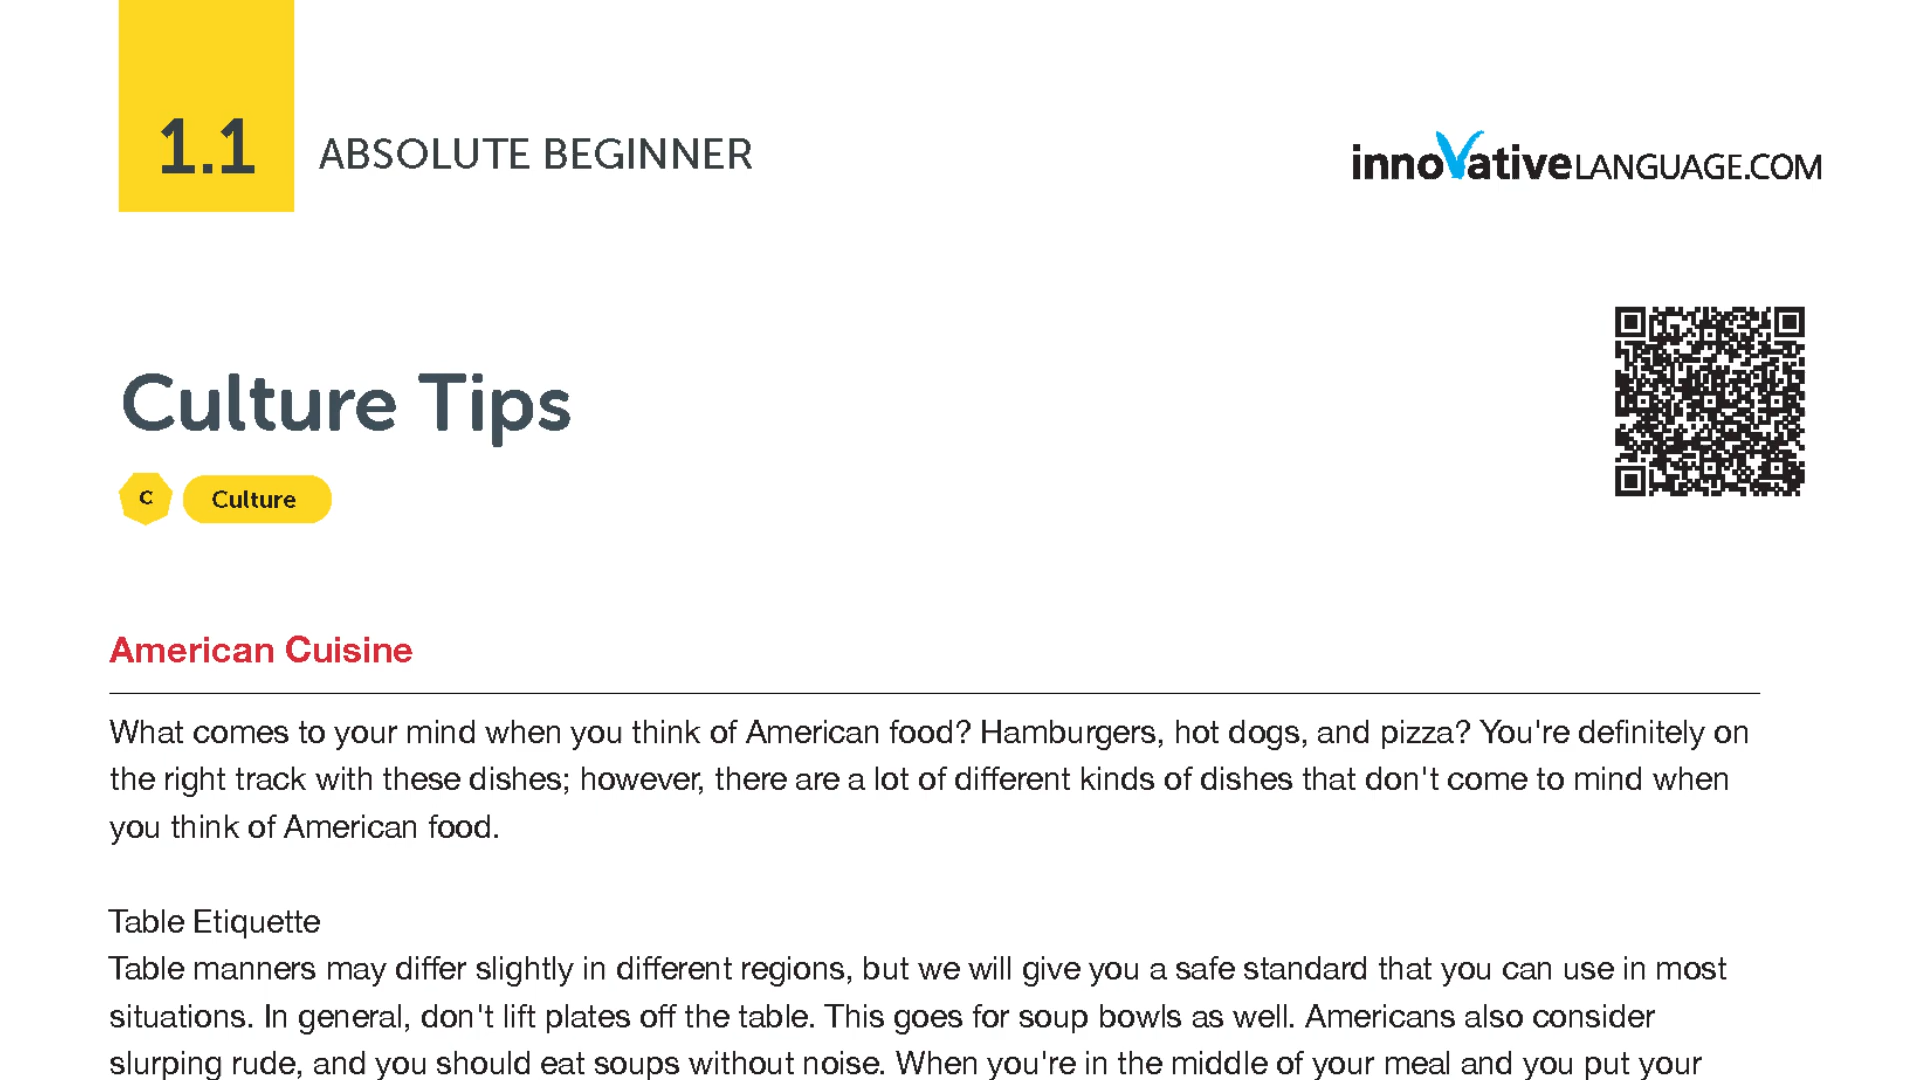 1.1
ABSOLUTE BEGINNER
innoVativeLANGUAGE.COM
Culture Tips
C
Culture
American Cuisine
What comes to your mind when you think of American food? Hamburgers, hot dogs, and pizza? You're definitely on
the right track with these dishes; however, there are a lot of different kinds of dishes that don't come to mind when
you think of American food.
Table Etiquette
Table manners may differ slightly in different regions, but we will give you a safe standard that you can use in most
situations. In general, don't lift plates off the table. This goes for soup bowls as well. Americans also consider
slurping rude, and you should eat soups without noise. When you're in the middle of your meal and you put your